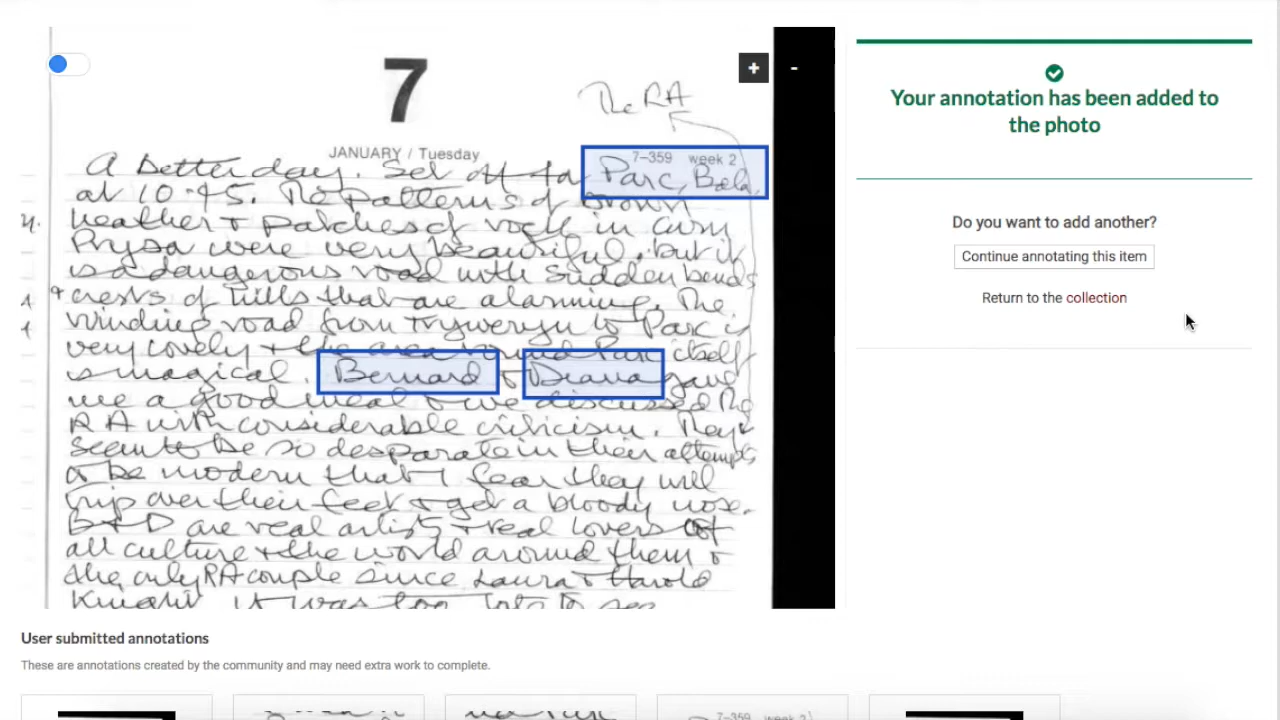 7
+
-
The RA
JANUARY / Tuesday
7-359 week 2
A better day. Set off for Parc, Bala,
at 10.45. The patterns of brown
heather + patches of rock in Cwm
Prysor were very beautiful, but it
is a dangerous road with sudden bends
+ crests of hills that are alarming. The
winding road from Tryweryn to Parc is
very lovely + the area round Parc itself
is magical. Bernard + Diana gave
me a good meal + we discussed the
RA with considerable criticism. They
seem to be so desparate in their attempts
to be modern that I fear they will
trip over their feet + get a bloody nose.
B + D are real artists + real lovers of
all culture + the world around them +
the only RA couple since Laura + Harold
Knight. It was too late to see
Your annotation has been added to
the photo
Do you want to add another?
Continue annotating this item
Return to the collection
User submitted annotations
These are annotations created by the community and may need extra work to complete.
7-359 week 2